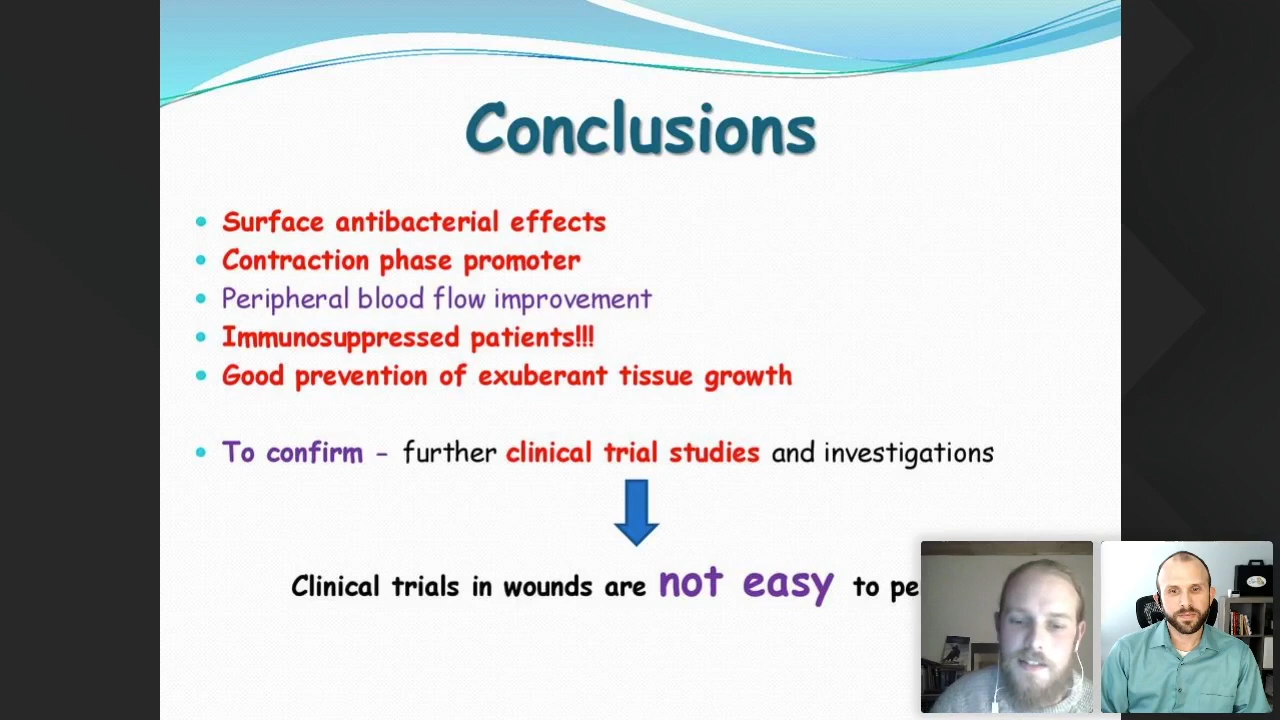 Conclusions
Surface antibacterial effects
Contraction phase promoter
Peripheral blood flow improvement
Immunosuppressed patients!!!
Good prevention of exuberant tissue growth
To confirm - further clinical trial studies and investigations
Clinical trials in wounds are not easy to